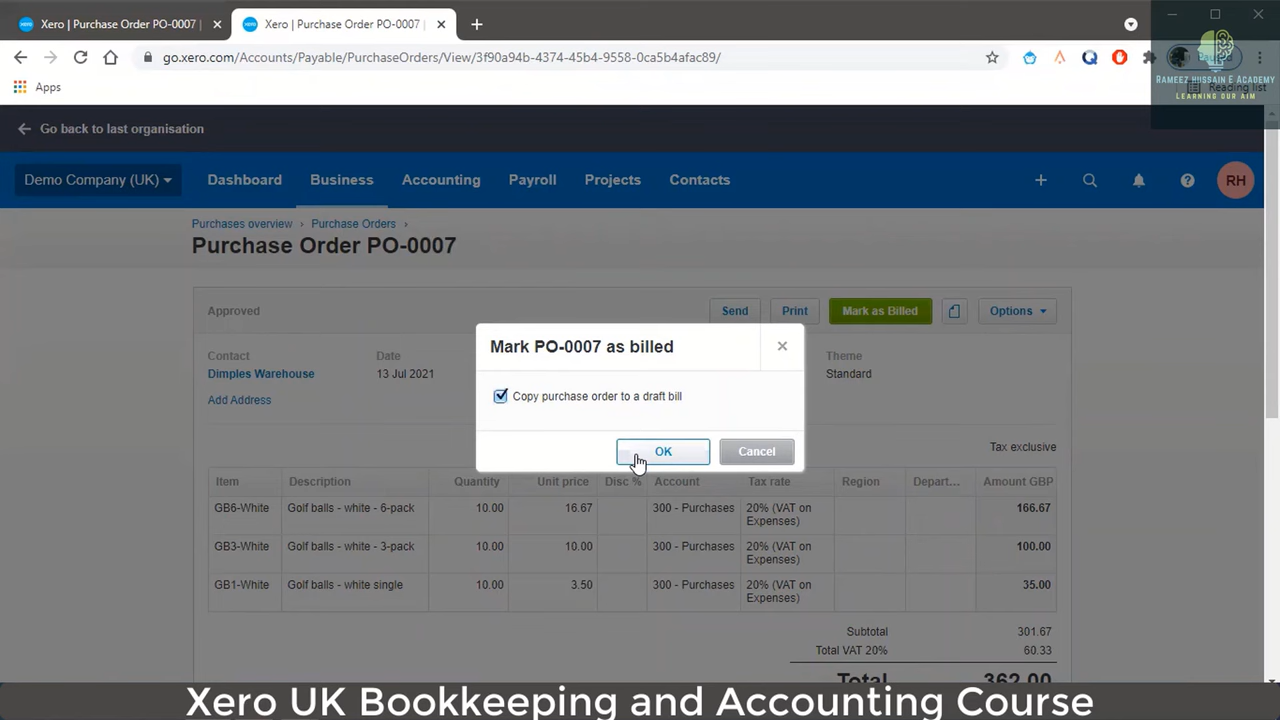 Xero | Purchase Order PO-0007
Xero | Purchase Order PO-0007
go.xero.com/Accounts/Payable/PurchaseOrders/View/3f90a94b-4374-45b4-9558-0ca5b4afac89/
Paused
Apps
Reading list
RAMEEZ HUSSAIN E ACADEMY
LEARNING OUR AIM
Go back to last organisation
Demo Company (UK)
Dashboard
Business
Accounting
Payroll
Projects
Contacts
RH
Purchases overview › Purchase Orders ›
Purchase Order PO-0007
Approved
Send
Print
Mark as Billed
Options
Contact
Date
Theme
Dimples Warehouse
13 Jul 2021
Standard
Add Address
Mark PO-0007 as billed
Copy purchase order to a draft bill
OK
Cancel
Tax exclusive
Item Description Quantity Unit price Disc % Account Tax rate Region Depart... Amount GBP
GB6-White Golf balls - white - 6-pack 10.00 16.67 300 - Purchases 20% (VAT on 166.67
Expenses)
GB3-White Golf balls - white - 3-pack 10.00 10.00 300 - Purchases 20% (VAT on 100.00
Expenses)
GB1-White Golf balls - white single 10.00 3.50 300 - Purchases 20% (VAT on 35.00
Expenses)
Subtotal 301.67
Total VAT 20% 60.33
Total 362.00
Xero UK Bookkeeping and Accounting Course